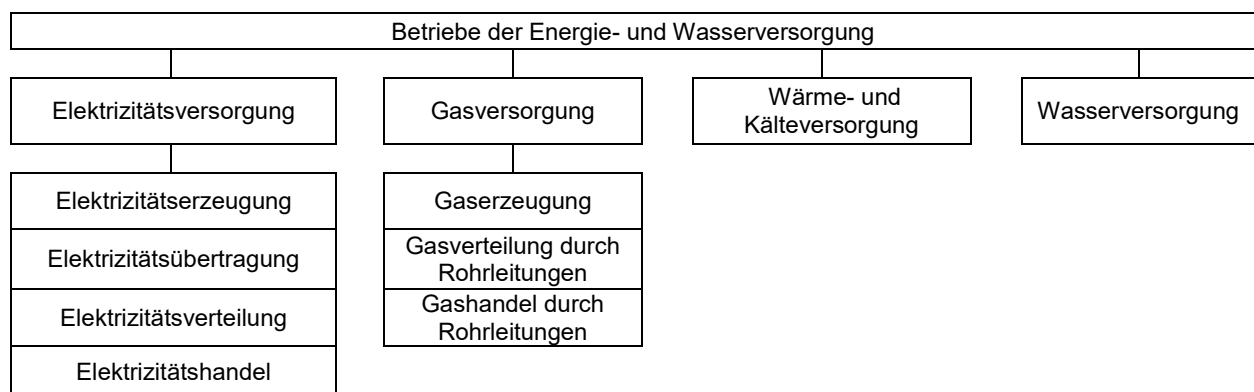 Betriebe der Energie- und Wasserversorgung
Elektrizitätsversorgung
Gasversorgung
Wärme- und
Kälteversorgung
Wasserversorgung
Elektrizitätserzeugung
Elektrizitätsübertragung
Elektrizitätsverteilung
Elektrizitätshandel
Gaserzeugung
Gasverteilung durch
Rohrleitungen
Gashandel durch
Rohrleitungen